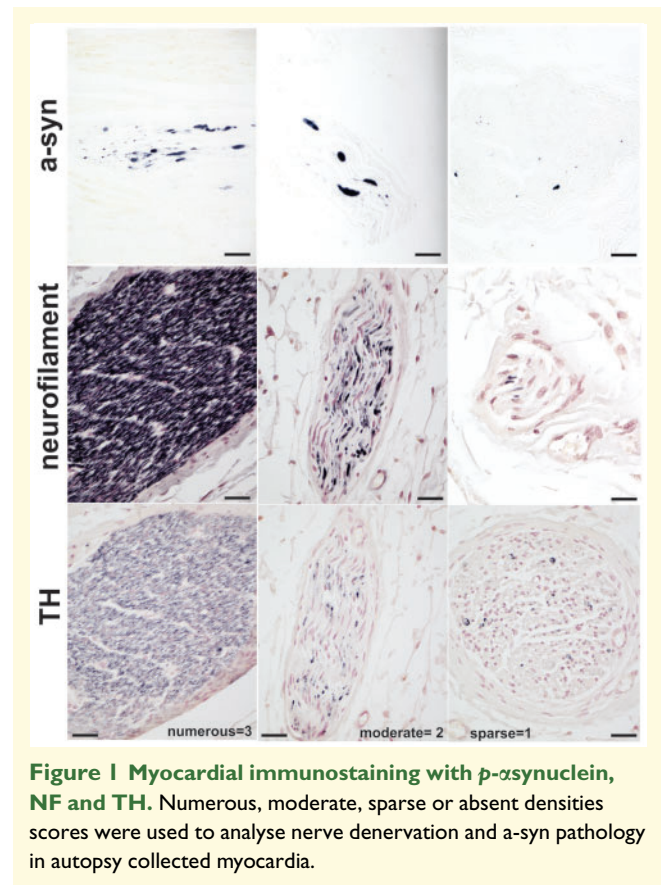 a-syn
neurofilament
TH
numerous=3
moderate= 2
sparse=1
Figure 1 Myocardial immunostaining with p-αsynuclein,
NF and TH. Numerous, moderate, sparse or absent densities
scores were used to analyse nerve denervation and a-syn pathology
in autopsy collected myocardia.